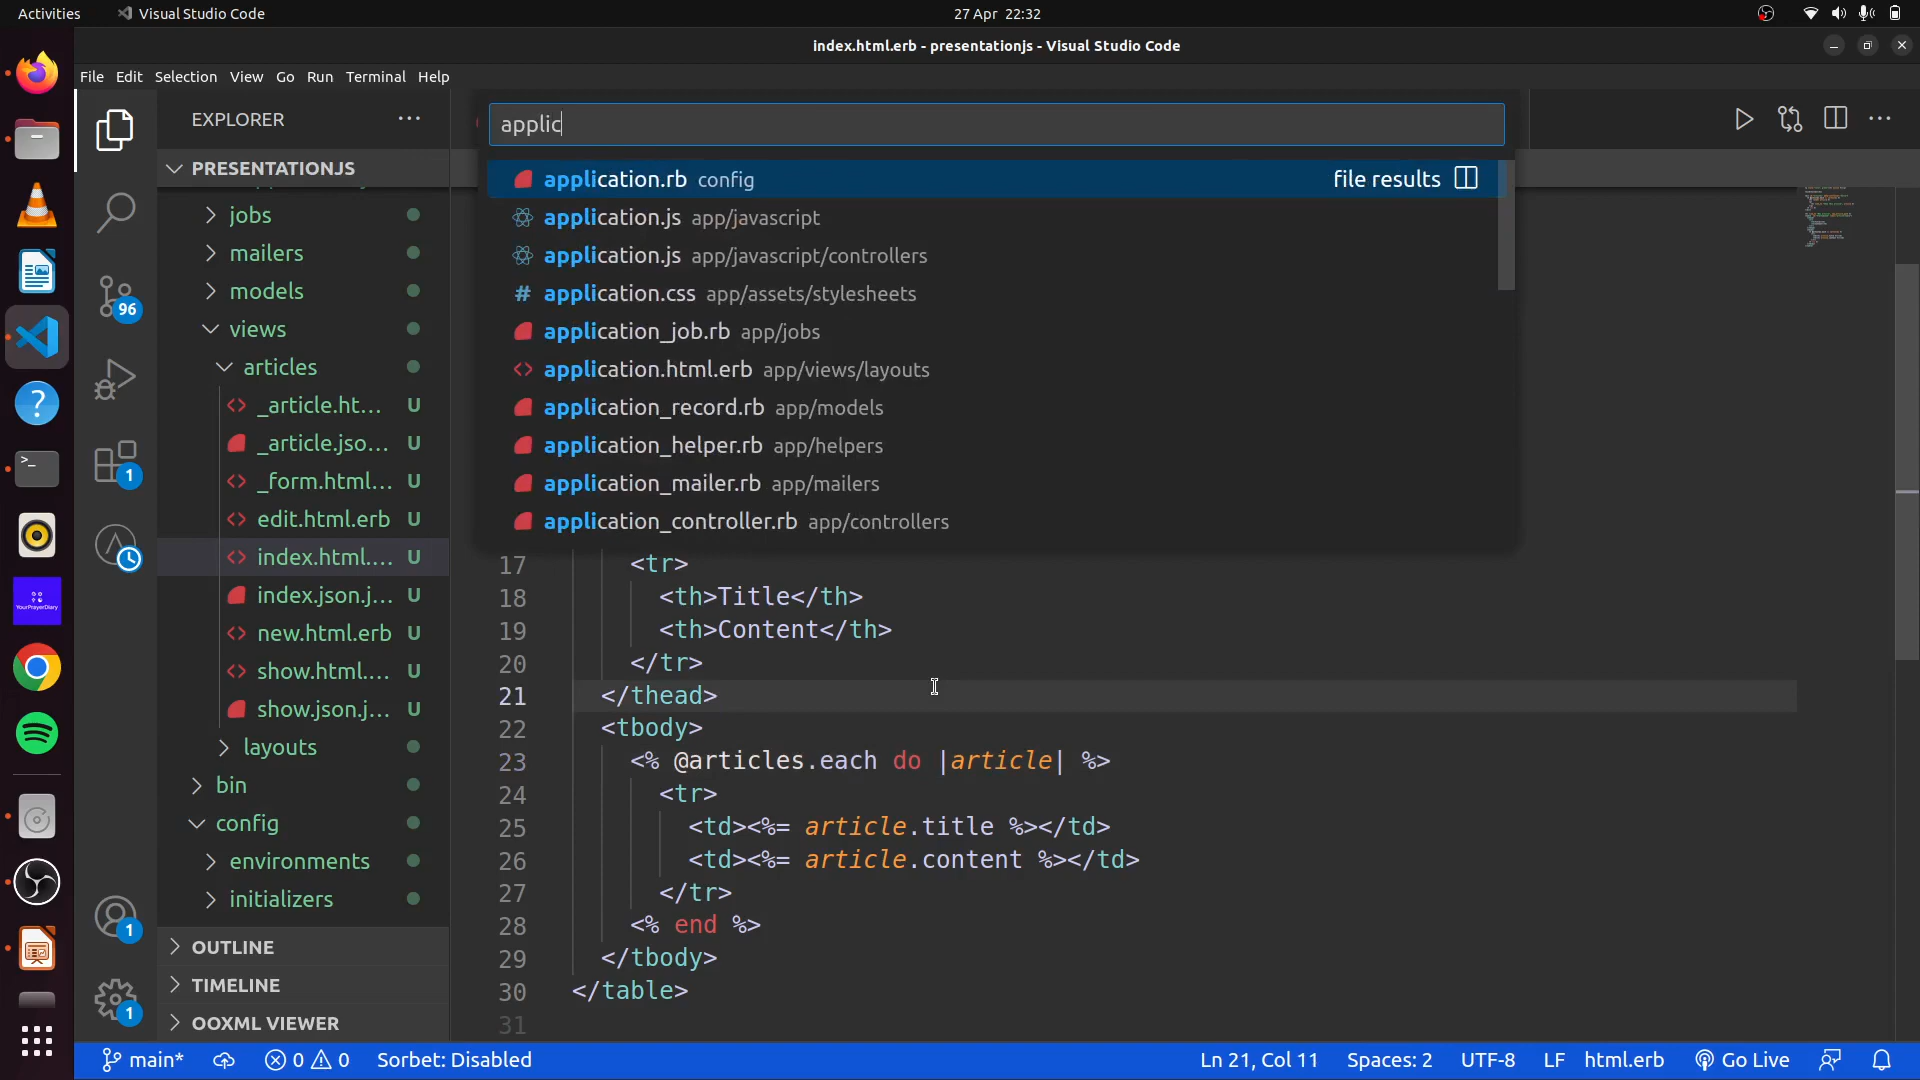 Activities
Visual Studio Code
27 Apr 22:32
index.html.erb - presentationjs - Visual Studio Code
File Edit Selection View Go Run Terminal Help
EXPLORER
PRESENTATIONJS
jobs
mailers
models
views
articles
_article.ht... U
_article.jso... U
_form.html... U
edit.html.erb U
index.html.... U
index.json.j... U
new.html.erb U
show.html.... U
show.json.j... U
layouts
bin
config
environments
initializers
OUTLINE
TIMELINE
OOXML VIEWER
96
1
1
1
YourPrayerDiary
applic
application.rb config file results
application.js app/javascript
application.js app/javascript/controllers
application.css app/assets/stylesheets
application_job.rb app/jobs
application.html.erb app/views/layouts
application_record.rb app/models
application_helper.rb app/helpers
application_mailer.rb app/mailers
application_controller.rb app/controllers
17 <tr>
18 <th>Title</th>
19 <th>Content</th>
20 </tr>
21 </thead>
22 <tbody>
23 <% @articles.each do |article| %>
24 <tr>
25 <td><%= article.title %></td>
26 <td><%= article.content %></td>
27 </tr>
28 <% end %>
29 </tbody>
30 </table>
31
main* 0 0 Sorbet: Disabled Ln 21, Col 11 Spaces: 2 UTF-8 LF html.erb Go Live